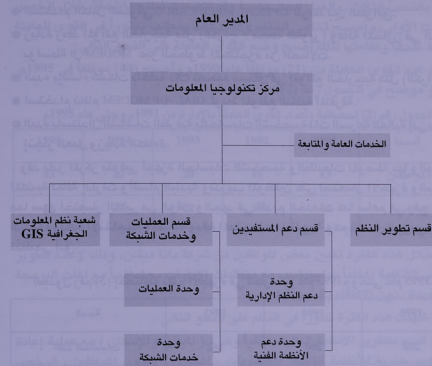 المدير العام
مركز تكنولوجيا المعلومات
الخدمات العامة والمتابعة
قسم تطوير النظم
قسم دعم المستفيدين
قسم العمليات
وخدمات الشبكة
شعبة نظم المعلومات
الجغرافية GIS
وحدة
دعم النظم الإدارية
وحدة العمليات
وحدة دعم
الأنظمة الفنية
وحدة
خدمات الشبكة